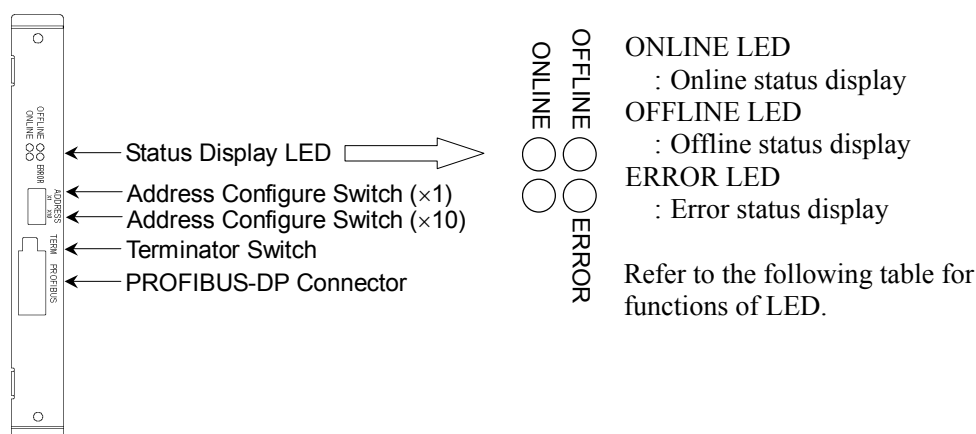 OFFLINE
ONLINE
ERROR
ADDRESS
X1 X10
TERM
PROFIBUS
Status Display LED
Address Configure Switch (×1)
Address Configure Switch (×10)
Terminator Switch
PROFIBUS-DP Connector
ONLINE
OFFLINE
ERROR
ONLINE LED
: Online status display
OFFLINE LED
: Offline status display
ERROR LED
: Error status display
Refer to the following table for
functions of LED.